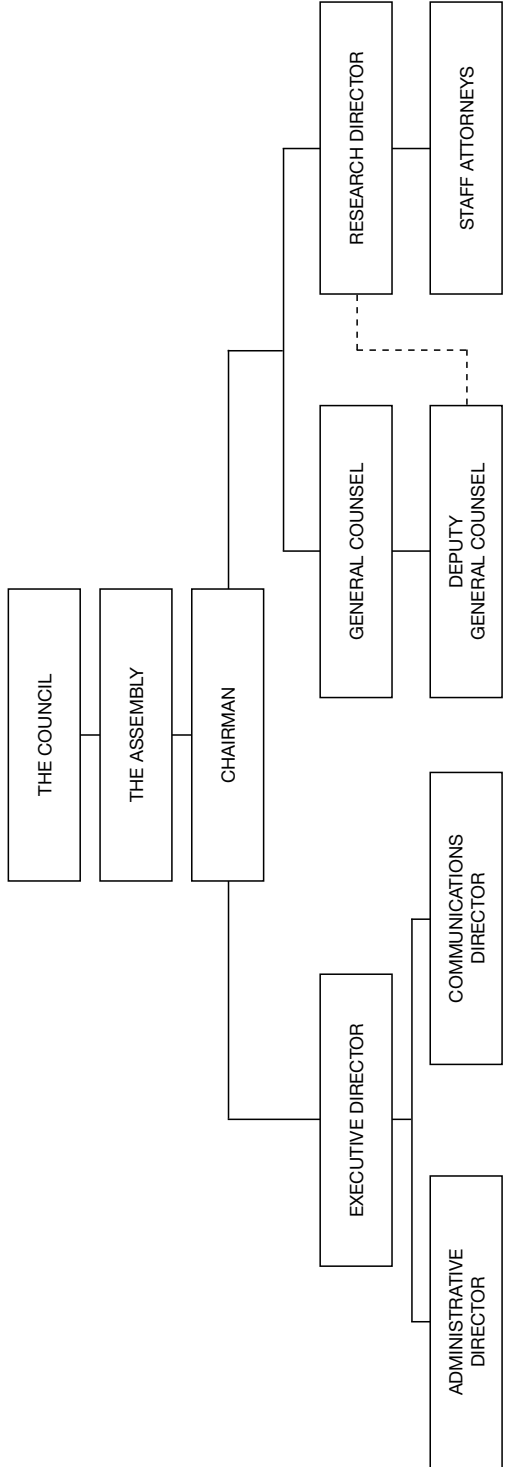 THE COUNCIL
THE ASSEMBLY
CHAIRMAN
EXECUTIVE DIRECTOR
GENERAL COUNSEL
RESEARCH DIRECTOR
ADMINISTRATIVE
DIRECTOR
COMMUNICATIONS
DIRECTOR
DEPUTY
GENERAL COUNSEL
STAFF ATTORNEYS